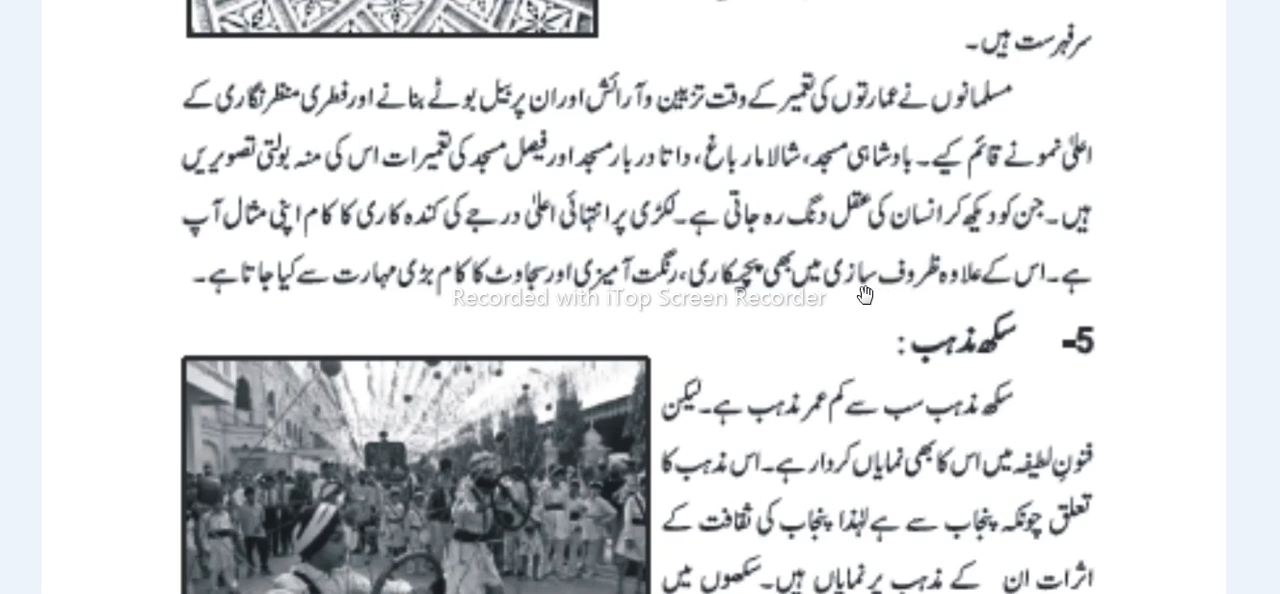 سرفہرست ہیں۔
مسلمانوں نے عمارتوں کی تعمیر کے وقت تزئین و آرائش اور ان پر بیل بوٹے بنانے اور فطری منظر نگاری کے
اعلیٰ نمونے قائم کیے۔ بادشاہی مسجد، شالامار باغ، داتا دربار مسجد اور فیصل مسجد کی تعمیرات اس کی منہ بولتی تصویریں
ہیں۔ جن کو دیکھ کر انسان کی عقل دنگ رہ جاتی ہے۔ لکڑی پر انتہائی اعلیٰ درجے کی کندہ کاری کا کام اپنی مثال آپ
ہے۔ اس کے علاوہ ظروف سازی میں بھی پچیکاری، رنگت آمیزی اور سجاوٹ کا کام بڑی مہارت سے کیا جاتا ہے۔
Recorded with iTop Screen Recorder
5- سکھ مذہب :
سکھ مذہب سب سے کم عمر مذہب ہے۔ لیکن
فنونِ لطیفہ میں اس کا بھی نمایاں کردار ہے۔ اس مذہب کا
تعلق چونکہ پنجاب سے ہے لہٰذا پنجاب کی ثقافت کے
اثرات ان کے مذہب پر نمایاں ہیں۔ سکھوں میں